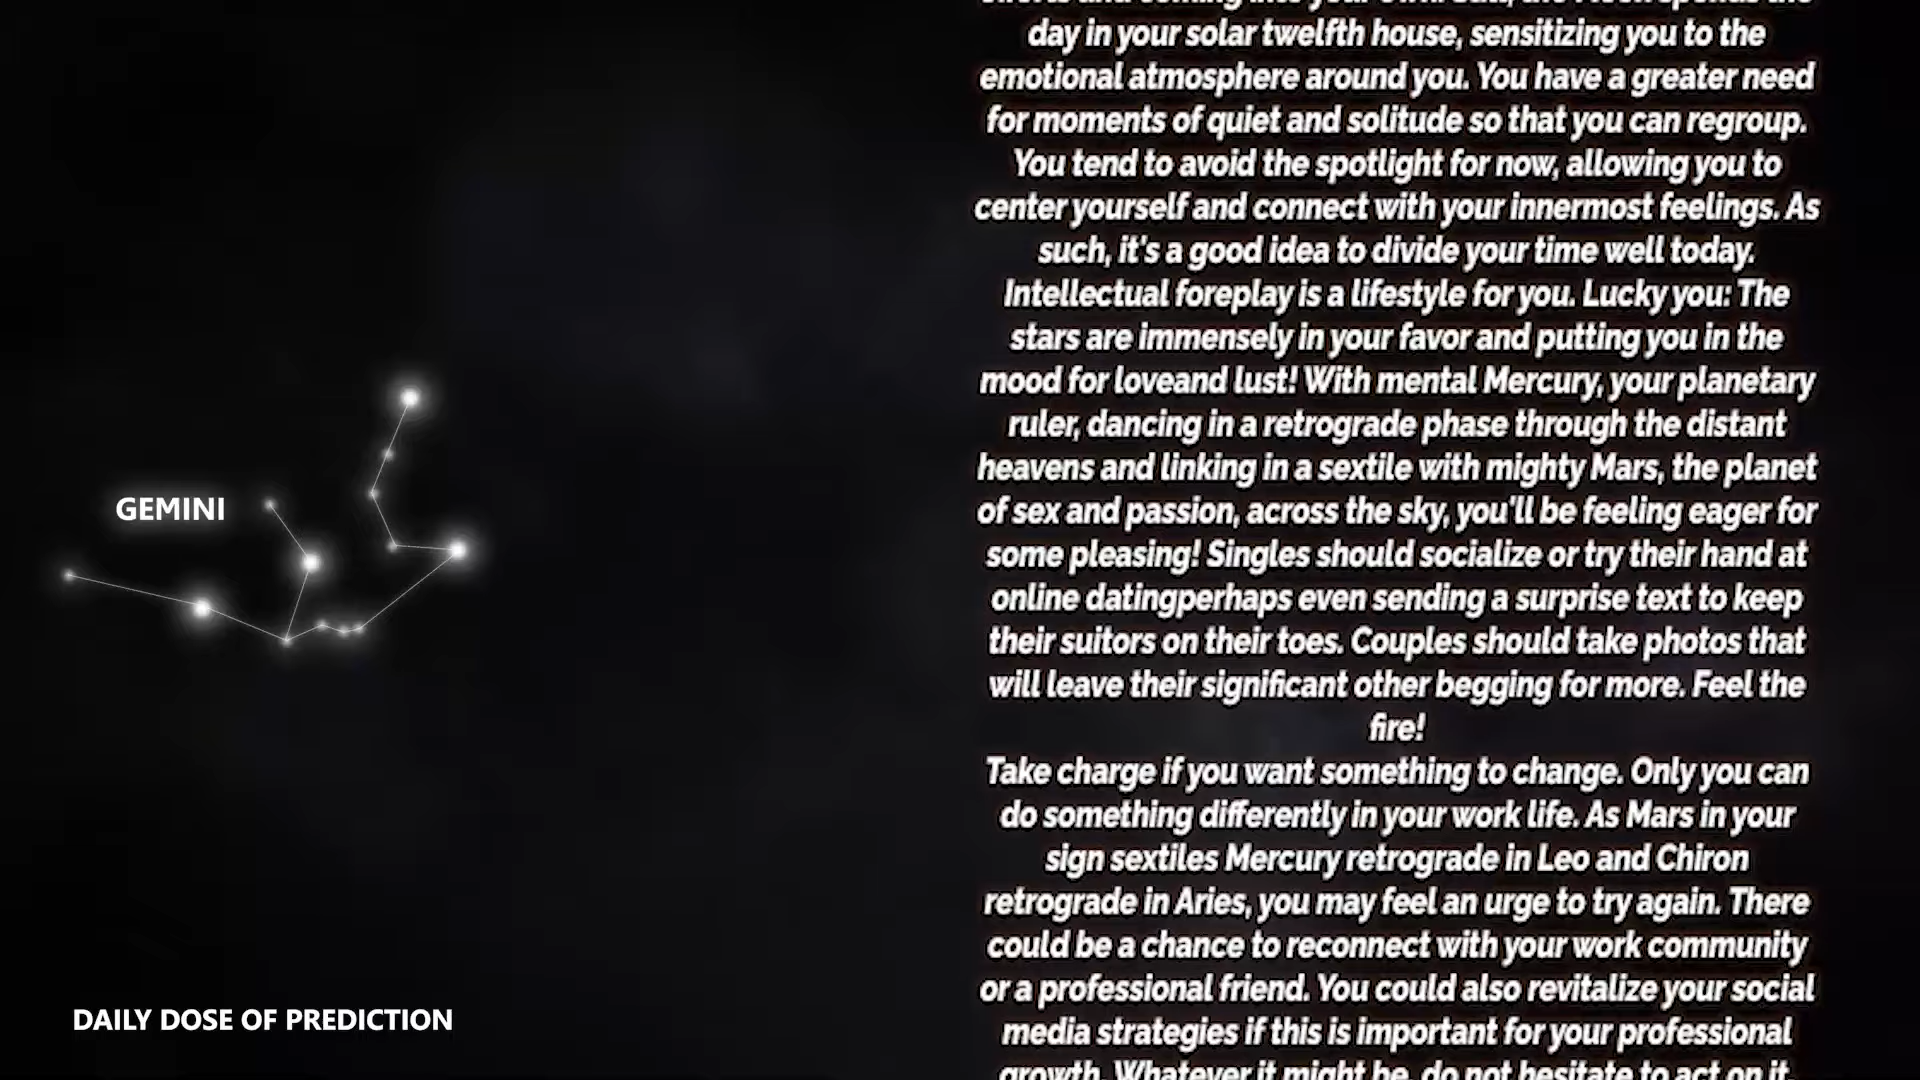 day in your solar twelfth house, sensitizing you to the
emotional atmosphere around you. You have a greater need
for moments of quiet and solitude so that you can regroup.
You tend to avoid the spotlight for now, allowing you to
center yourself and connect with your innermost feelings. As
such, it's a good idea to divide your time well today.
Intellectual foreplay is a lifestyle for you. Lucky you: The
stars are immensely in your favor and putting you in the
mood for loveand lust! With mental Mercury, your planetary
ruler, dancing in a retrograde phase through the distant
heavens and linking in a sextile with mighty Mars, the planet
of sex and passion, across the sky, you'll be feeling eager for
some pleasing! Singles should socialize or try their hand at
online datingperhaps even sending a surprise text to keep
their suitors on their toes. Couples should take photos that
will leave their significant other begging for more. Feel the
fire!
Take charge if you want something to change. Only you can
do something differently in your work life. As Mars in your
sign sextiles Mercury retrograde in Leo and Chiron
retrograde in Aries, you may feel an urge to try again. There
could be a chance to reconnect with your work community
or a professional friend. You could also revitalize your social
media strategies if this is important for your professional
growth. Whatever it might be, do not hesitate to act on it.
GEMINI
DAILY DOSE OF PREDICTION